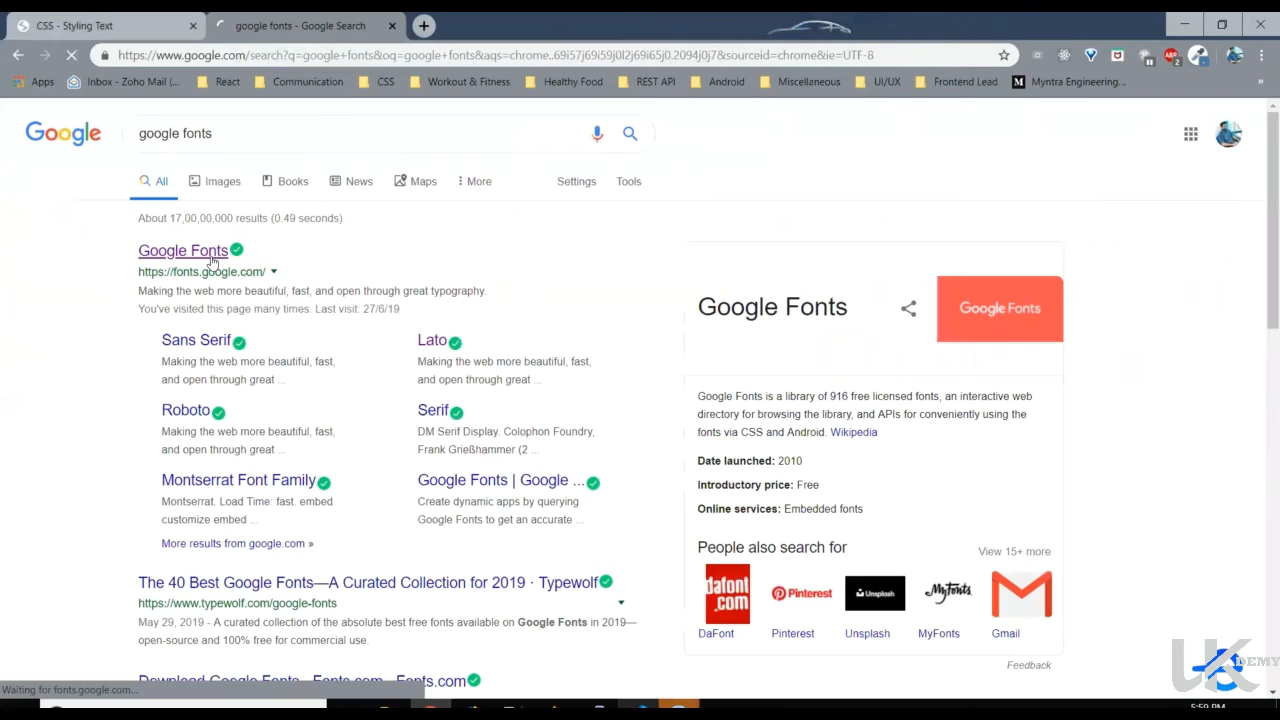 CSS - Styling Text
google fonts - Google Search
https://www.google.com/search?q=google+fonts&oq=google+fonts&aqs=chrome..69i57j69i59j0l2j69i65j0.2094j0j7&sourceid=chrome&ie=UTF-8
Apps
Inbox - Zoho Mail (...
React
Communication
CSS
Workout & Fitness
Healthy Food
REST API
Android
Miscellaneous
UI/UX
Frontend Lead
Myntra Engineering...
Google
google fonts
All
Images
Books
News
Maps
More
Settings
Tools
About 17,00,00,000 results (0.49 seconds)
Google Fonts
https://fonts.google.com/
Making the web more beautiful, fast, and open through great typography.
You've visited this page many times. Last visit: 27/6/19
Sans Serif
Making the web more beautiful, fast,
and open through great ...
Lato
Making the web more beautiful, fast,
and open through great ...
Roboto
Making the web more beautiful, fast,
and open through great ...
Serif
DM Serif Display. Colophon Foundry,
Frank Grießhammer (2 ...
Montserrat Font Family
Montserrat. Load Time: fast. embed
customize embed ...
Google Fonts | Google ...
Create dynamic apps by querying
Google Fonts to get an accurate ...
More results from google.com »
The 40 Best Google Fonts—A Curated Collection for 2019 · Typewolf
https://www.typewolf.com/google-fonts
May 29, 2019 - A curated collection of the absolute best free fonts available on Google Fonts in 2019—
open-source and 100% free for commercial use.
Download Google Fonts - Fonts.com - Fonts.com
Google Fonts
Google Fonts
Google Fonts is a library of 916 free licensed fonts, an interactive web
directory for browsing the library, and APIs for conveniently using the
fonts via CSS and Android. Wikipedia
Date launched: 2010
Introductory price: Free
Online services: Embedded fonts
People also search for
View 15+ more
dafont
.com
Pinterest
Unsplash
MyFonts
DaFont
Pinterest
Unsplash
MyFonts
Gmail
Feedback
UK
DEMY
Waiting for fonts.google.com...
5:59 PM